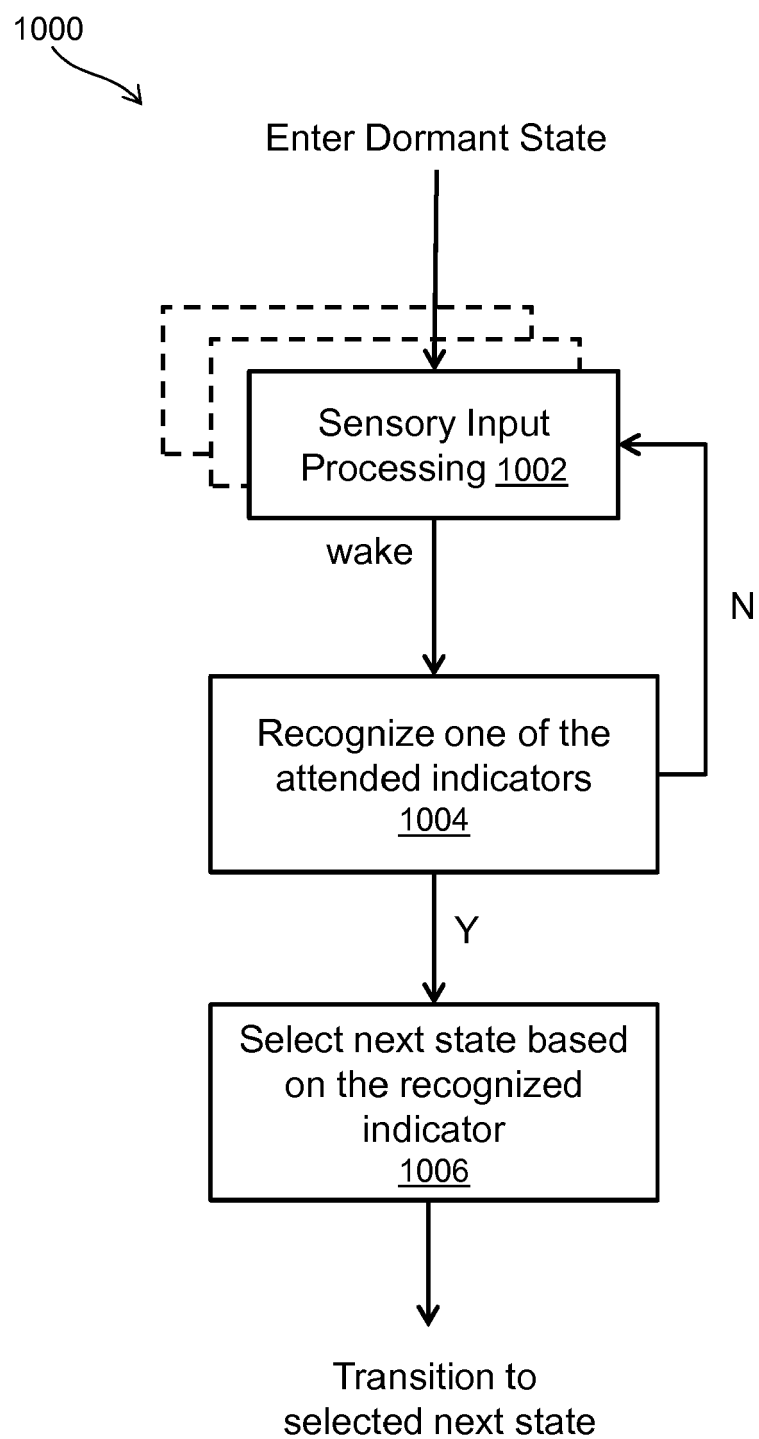 1000
Enter Dormant State
Sensory Input
Processing 1002
wake
N
Recognize one of the
attended indicators
1004
Y
Select next state based
on the recognized
indicator
1006
Transition to
selected next state